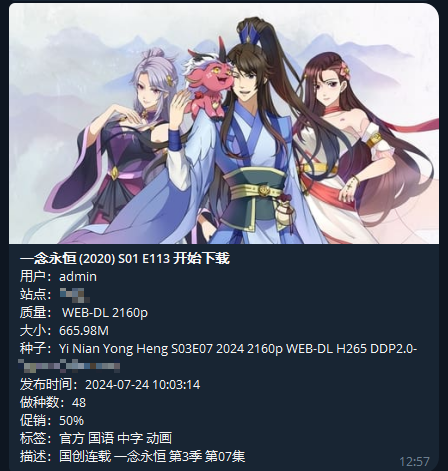 一念永恒 (2020) S01 E113 开始下载
用户：admin
站点：
质量： WEB-DL 2160p
大小：665.98M
种子：Yi Nian Yong Heng S03E07 2024 2160p WEB-DL H265 DDP2.0-
发布时间：2024-07-24 10:03:14
做种数：48
促销：50%
标签：官方 国语 中字 动画
描述：国创连载 一念永恒 第3季 第07集
12:57